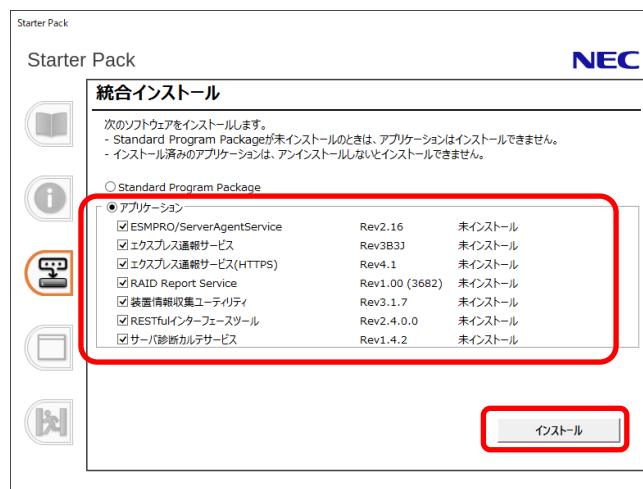 Starter Pack
Starter Pack
NEC
統合インストール
次のソフトウェアをインストールします。
- Standard Program Packageが未インストールのときは、アプリケーションはインストールできません。
- インストール済みのアプリケーションは、アンインストールしないとインストールできません。
Standard Program Package
アプリケーション
ESMPRO/ServerAgentService Rev2.16 未インストール
エクスプレス通報サービス Rev3B3J 未インストール
エクスプレス通報サービス(HTTPS) Rev4.1 未インストール
RAID Report Service Rev1.00 (3682) 未インストール
装置情報収集ユーティリティ Rev3.1.7 未インストール
RESTfulインターフェースツール Rev2.4.0.0 未インストール
サーバ診断カルテサービス Rev1.4.2 未インストール
インストール